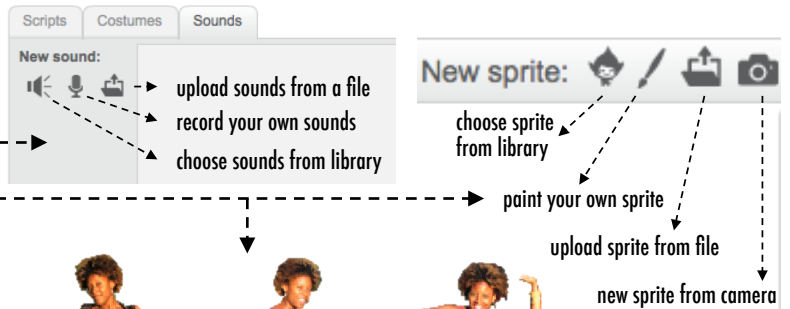 Scripts Costumes Sounds
New sound:
upload sounds from a file
record your own sounds
choose sounds from library
New sprite:
choose sprite
from library
paint your own sprite
upload sprite from file
new sprite from camera